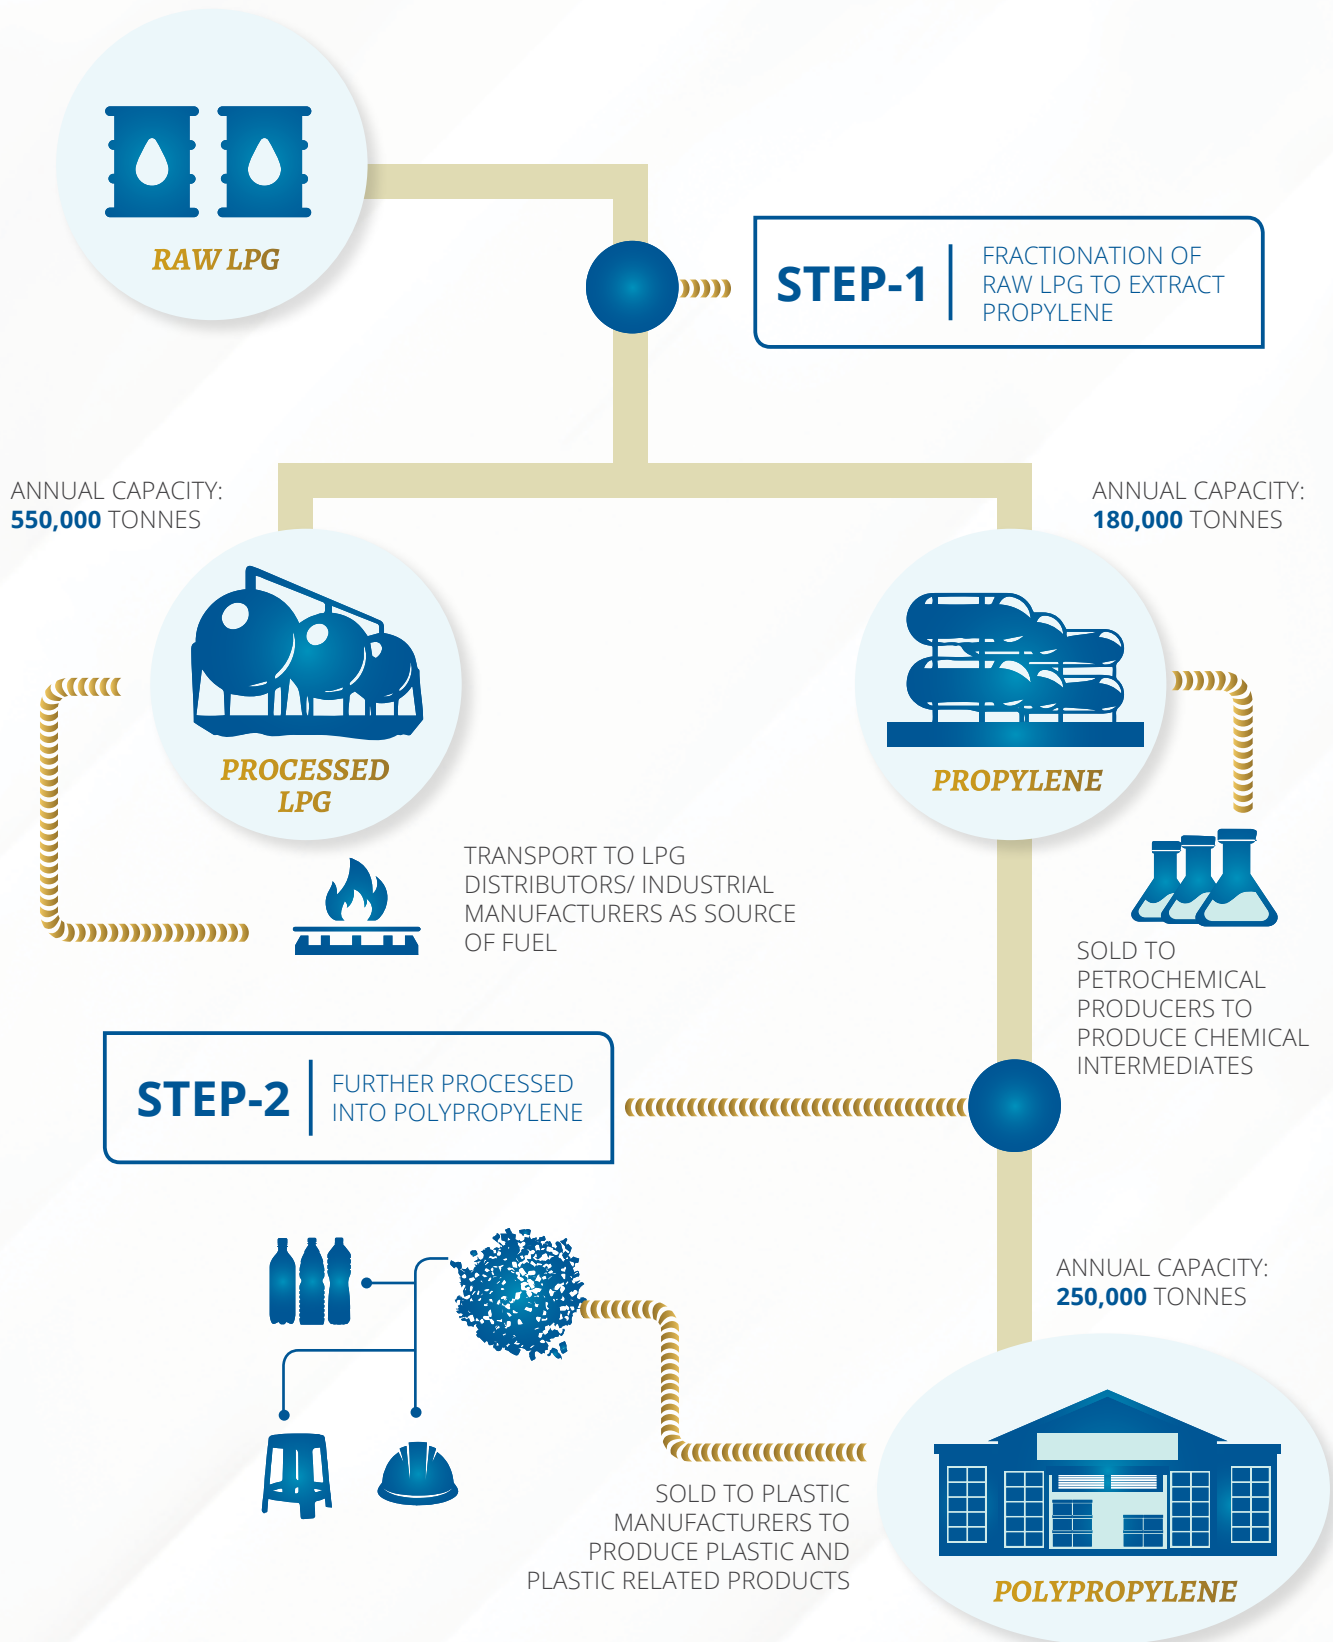 RAW LPG
STEP-1
FRACTIONATION OF
RAW LPG TO EXTRACT
PROPYLENE
ANNUAL CAPACITY:
550,000 TONNES
ANNUAL CAPACITY:
180,000 TONNES
PROCESSED
LPG
PROPYLENE
TRANSPORT TO LPG
DISTRIBUTORS/ INDUSTRIAL
MANUFACTURERS AS SOURCE
OF FUEL
SOLD TO
PETROCHEMICAL
PRODUCERS TO
PRODUCE CHEMICAL
INTERMEDIATES
STEP-2
FURTHER PROCESSED
INTO POLYPROPYLENE
ANNUAL CAPACITY:
250,000 TONNES
SOLD TO PLASTIC
MANUFACTURERS TO
PRODUCE PLASTIC AND
PLASTIC RELATED PRODUCTS
POLYPROPYLENE